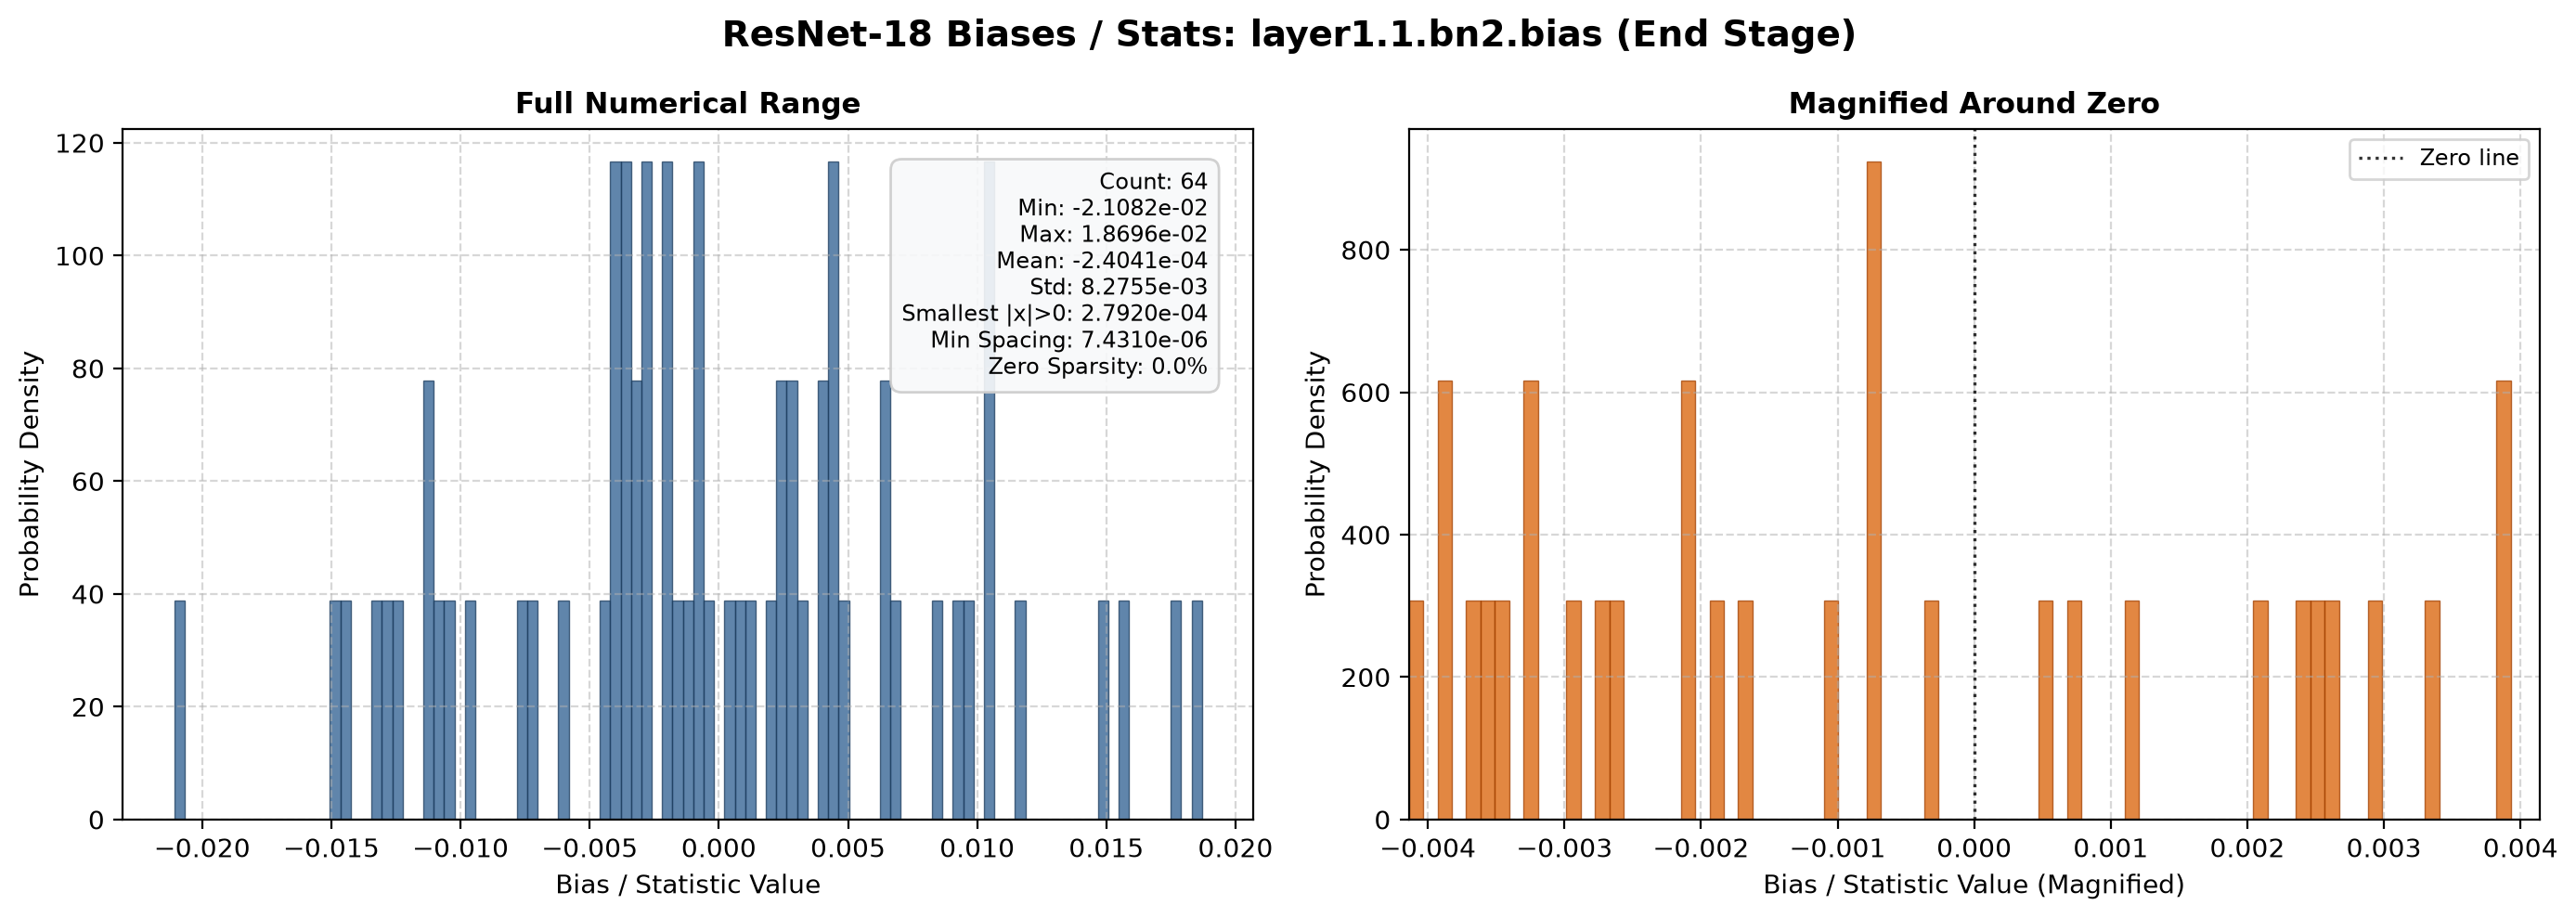 ResNet-18 Biases / Stats: layer1.1.bn2.bias (End Stage)
Full Numerical Range
120
100
80
60
40
20
0
Probability Density
Count: 64
Min: -2.1082e-02
Max: 1.8696e-02
Mean: -2.4041e-04
Std: 8.2755e-03
Smallest |x|>0: 2.7920e-04
Min Spacing: 7.4310e-06
Zero Sparsity: 0.0%
−0.020 −0.015 −0.010 −0.005 0.000 0.005 0.010 0.015 0.020
Bias / Statistic Value
Magnified Around Zero
Zero line
800
600
400
200
0
Probability Density
−0.004 −0.003 −0.002 −0.001 0.000 0.001 0.002 0.003 0.004
Bias / Statistic Value (Magnified)